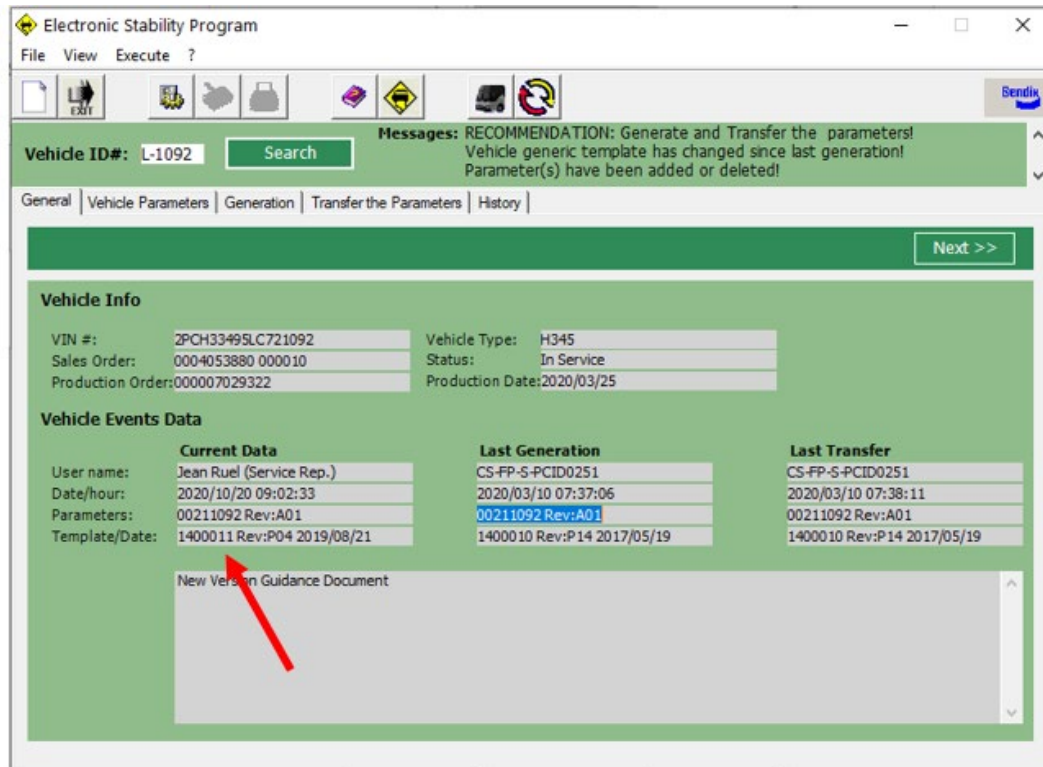 Electronic Stability Program
File View Execute ?
EXIT
Bendix
Vehicle ID#: L-1092 Search
Messages: RECOMMENDATION: Generate and Transfer the parameters!
Vehicle generic template has changed since last generation!
Parameter(s) have been added or deleted!
General Vehicle Parameters Generation Transfer the Parameters History
Next >>
Vehicle Info
VIN #: 2PCH33495LC721092 Vehicle Type: H345
Sales Order: 0004053880 000010 Status: In Service
Production Order:000007029322 Production Date:2020/03/25
Vehicle Events Data
Current Data Last Generation Last Transfer
User name: Jean Ruel (Service Rep.) CS-FP-S-PCID0251 CS-FP-S-PCID0251
Date/hour: 2020/10/20 09:02:33 2020/03/10 07:37:06 2020/03/10 07:38:11
Parameters: 00211092 Rev:A01 00211092 Rev:A01 00211092 Rev:A01
Template/Date: 1400011 Rev:P04 2019/08/21 1400010 Rev:P14 2017/05/19 1400010 Rev:P14 2017/05/19
New Version Guidance Document